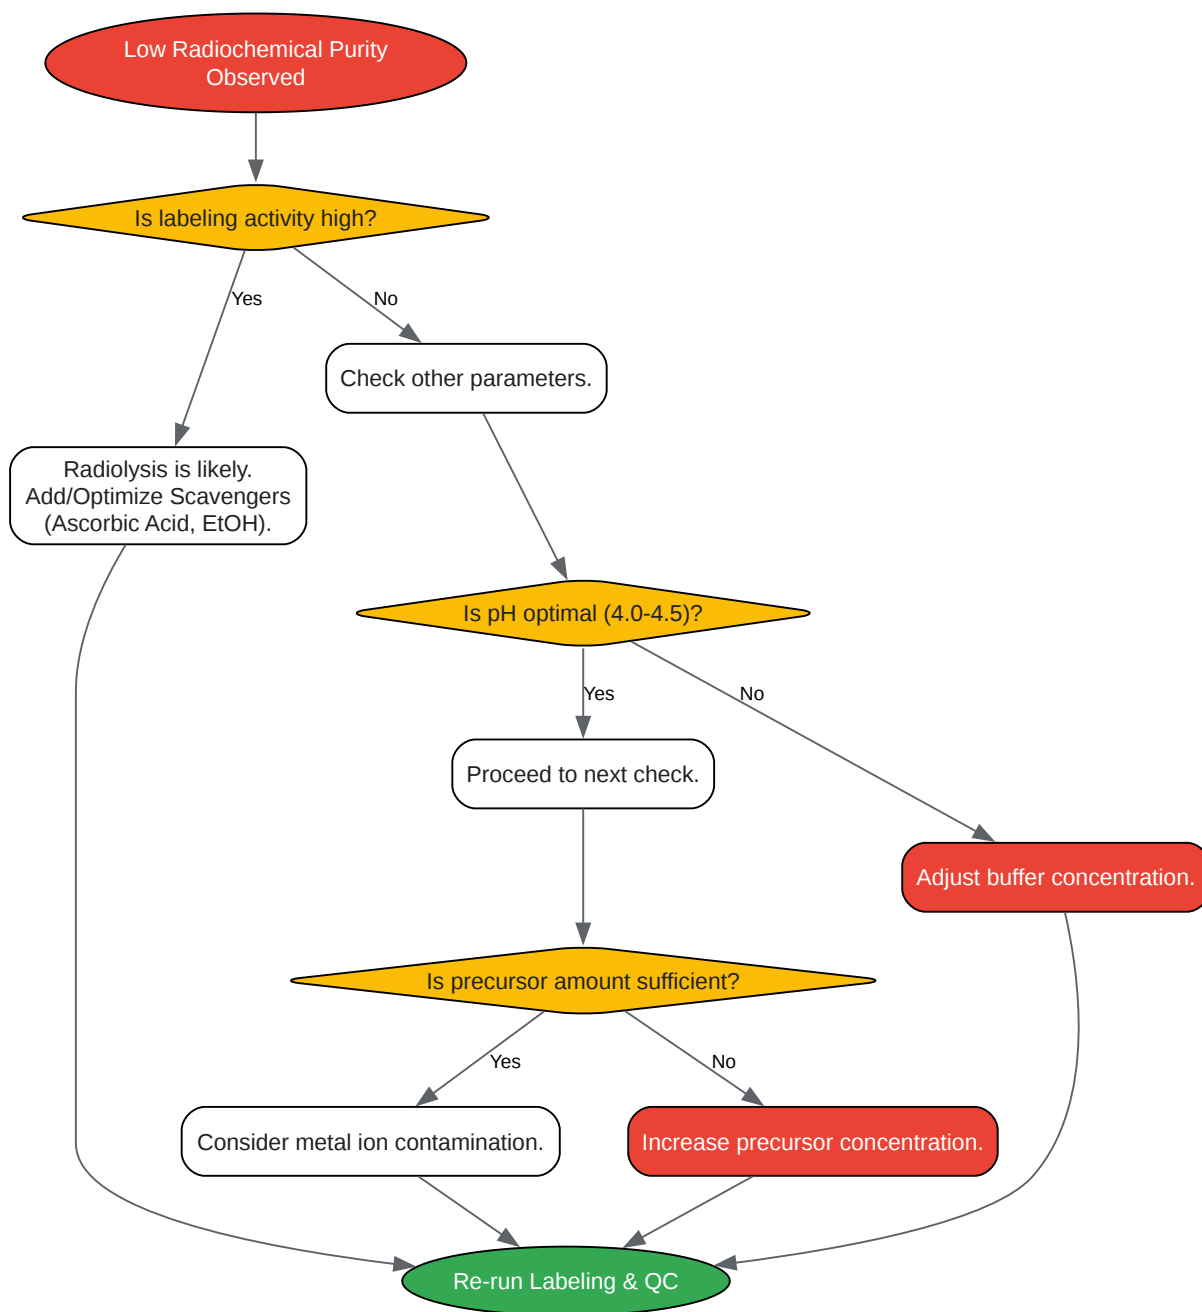 Low Radiochemical Purity
Observed
Is labeling activity high?
Yes
No
Check other parameters.
Radiolysis is likely.
Add/Optimize Scavengers
(Ascorbic Acid, EtOH).
Is pH optimal (4.0-4.5)?
Yes
No
Proceed to next check.
Adjust buffer concentration.
Is precursor amount sufficient?
Yes
No
Consider metal ion contamination.
Increase precursor concentration.
Re-run Labeling & QC